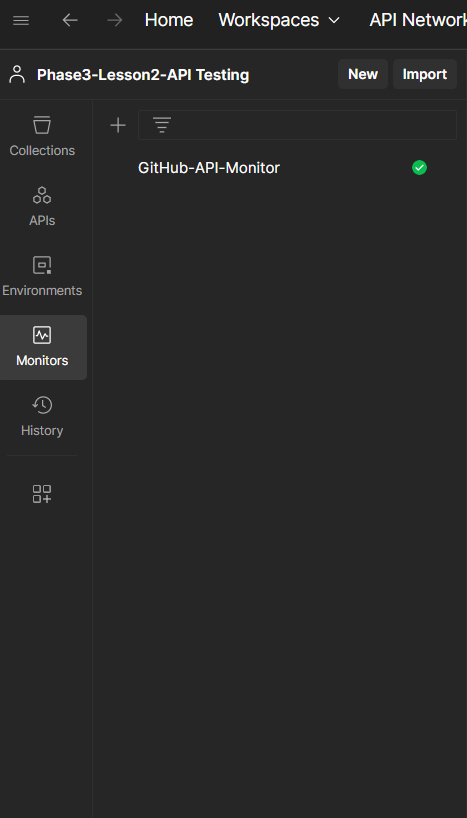 Home Workspaces API Network
Phase3-Lesson2-API Testing New Import
Collections
GitHub-API-Monitor
APIs
Environments
Monitors
History